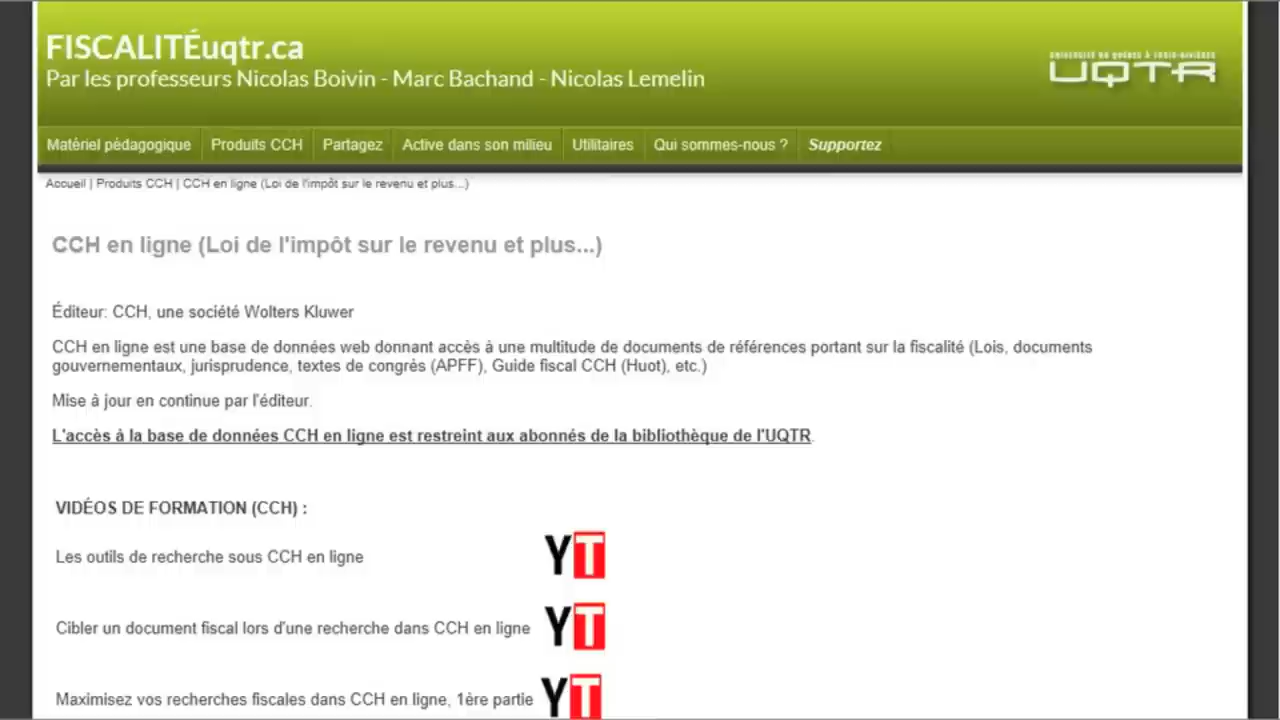 FISCALITÉuqtr.ca
Par les professeurs Nicolas Boivin - Marc Bachand - Nicolas Lemelin
UNIVERSITÉ DU QUÉBEC À TROIS-RIVIÈRES
UQTR
Matériel pédagogique Produits CCH Partagez Active dans son milieu Utilitaires Qui sommes-nous ? Supportez
Accueil | Produits CCH | CCH en ligne (Loi de l'impôt sur le revenu et plus...)
CCH en ligne (Loi de l'impôt sur le revenu et plus...)
Éditeur: CCH, une société Wolters Kluwer
CCH en ligne est une base de données web donnant accès à une multitude de documents de références portant sur la fiscalité (Lois, documents
gouvernementaux, jurisprudence, textes de congrès (APFF), Guide fiscal CCH (Huot), etc.)
Mise à jour en continue par l'éditeur.
L'accès à la base de données CCH en ligne est restreint aux abonnés de la bibliothèque de l'UQTR.
VIDÉOS DE FORMATION (CCH) :
Les outils de recherche sous CCH en ligne YT
Cibler un document fiscal lors d'une recherche dans CCH en ligne YT
Maximisez vos recherches fiscales dans CCH en ligne, 1ère partie YT